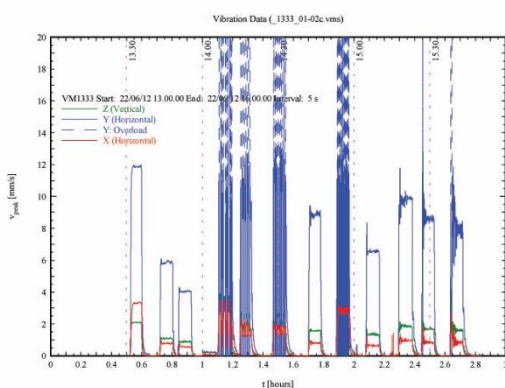 Vibration Data (_1333_01-02c.vms)
20
18
16
14
12
10
8
6
4
2
0
v_peak [mm/s]
13.30
14.00
14.30
15.00
15.30
VM1333 Start: 22/06/12 13.00.00 End: 22/06/12 16.00.00 Interval: 5 s
Z (Vertical)
Y (Horizontal)
Y: Overload
X (Horizontal)
0 0.2 0.4 0.6 0.8 1 1.2 1.4 1.6 1.8 2 2.2 2.4 2.6 2.8
t [hours]